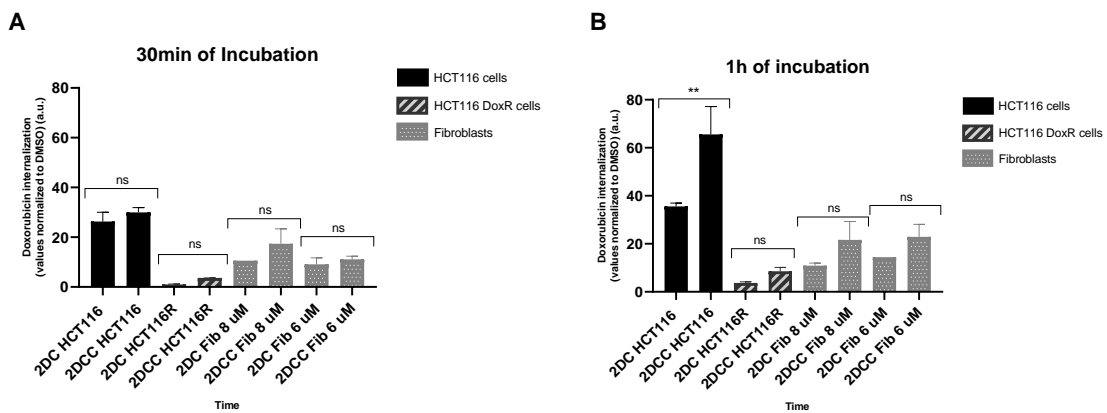 A
30min of Incubation
Doxorubicin internalization
(values normalized to DMSO) (a.u.)
80
60
40
20
0
ns
ns
ns
ns
2DC HCT116
2DCC HCT116
2DC HCT116R
2DCC HCT116R
2DC Fib 8 uM
2DCC Fib 8 uM
2DC Fib 6 uM
2DCC Fib 6 uM
Time
HCT116 cells
HCT116 DoxR cells
Fibroblasts
B
1h of incubation
Doxorubicin internalization
(values normalized to DMSO) (a.u.)
80
60
40
20
0
**
ns
ns
ns
2DC HCT116
2DCC HCT116
2DC HCT116R
2DCC HCT116R
2DC Fib 8 uM
2DCC Fib 8 uM
2DC Fib 6 uM
2DCC Fib 6 uM
Time
HCT116 cells
HCT116 DoxR cells
Fibroblasts